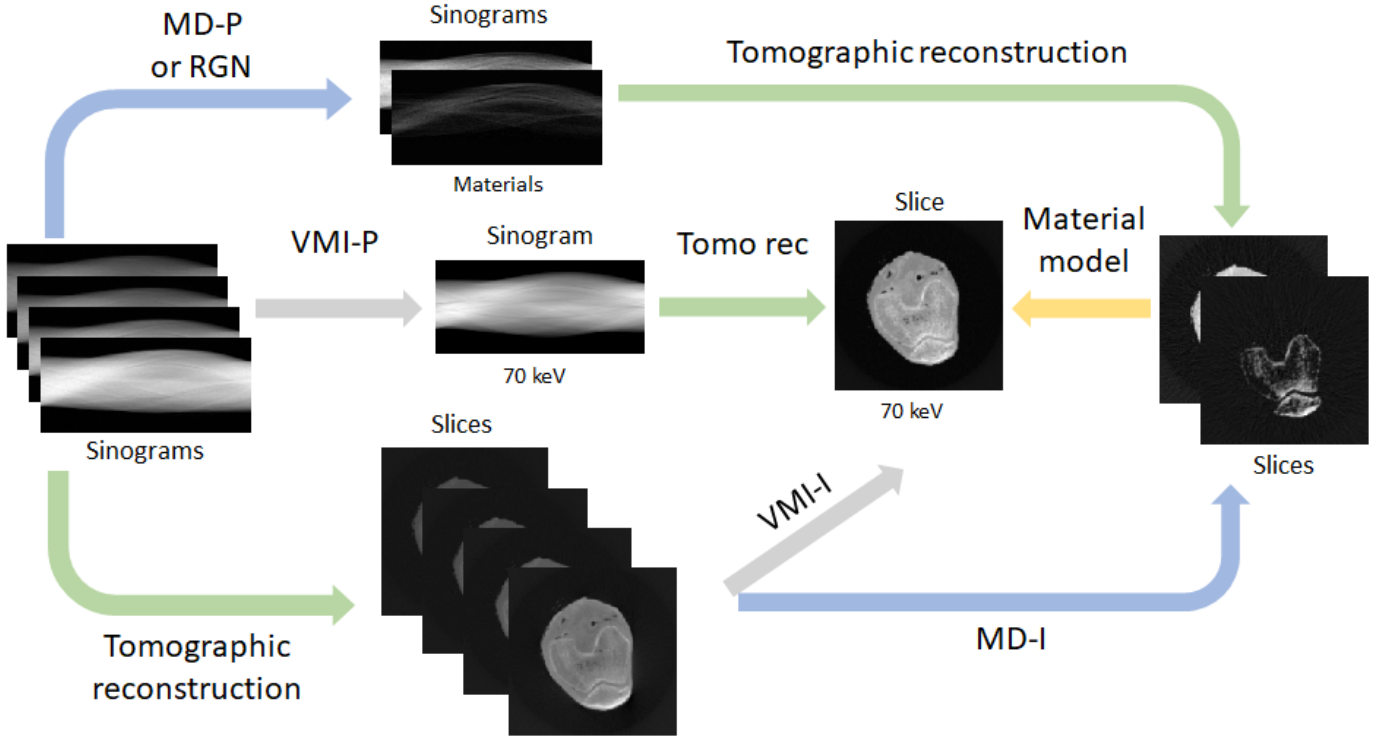 MD-P
or RGN
Sinograms
Materials
Tomographic reconstruction
VMI-P
Sinogram
70 keV
Tomo rec
Slice
70 keV
Material
model
Sinograms
Slices
Slices
VMI-I
MD-I
Tomographic
reconstruction